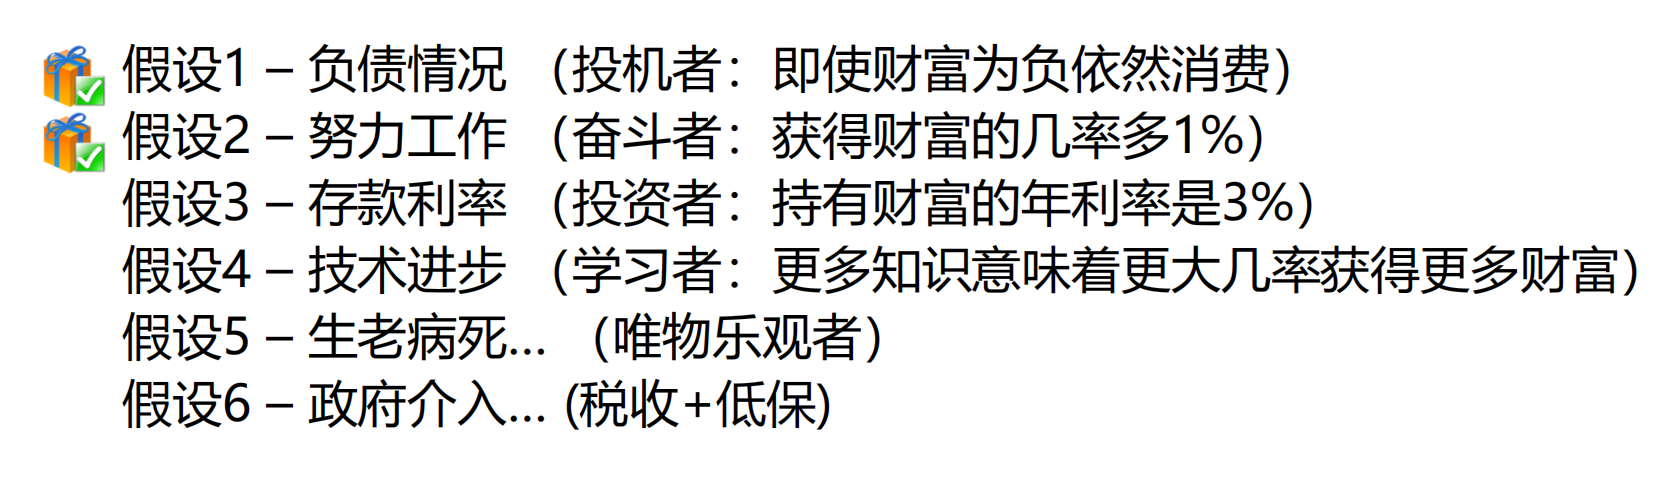 假设1 – 负债情况 （投机者：即使财富为负依然消费）
假设2 – 努力工作 （奋斗者：获得财富的几率多1%）
假设3 – 存款利率 （投资者：持有财富的年利率是3%）
假设4 – 技术进步 （学习者：更多知识意味着更大几率获得更多财富）
假设5 – 生老病死… （唯物乐观者）
假设6 – 政府介入… (税收+低保)